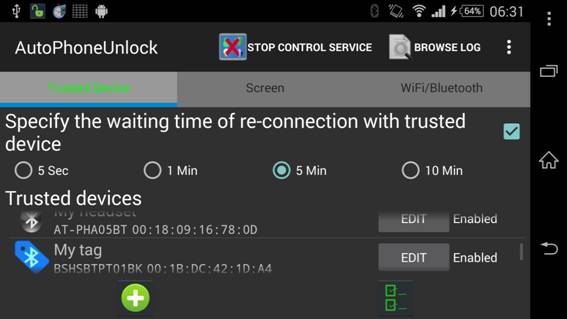 64% 06:31
AutoPhoneUnlock STOP CONTROL SERVICE BROWSE LOG
Trusted Device Screen WiFi/Bluetooth
Specify the waiting time of re-connection with trusted
device
5 Sec 1 Min 5 Min 10 Min
Trusted devices
My headset EDIT Enabled
AT-PHA05BT 00:18:09:16:78:0D
My tag EDIT Enabled
BSHSBTPT01BK 00:1B:DC:42:1D:A4